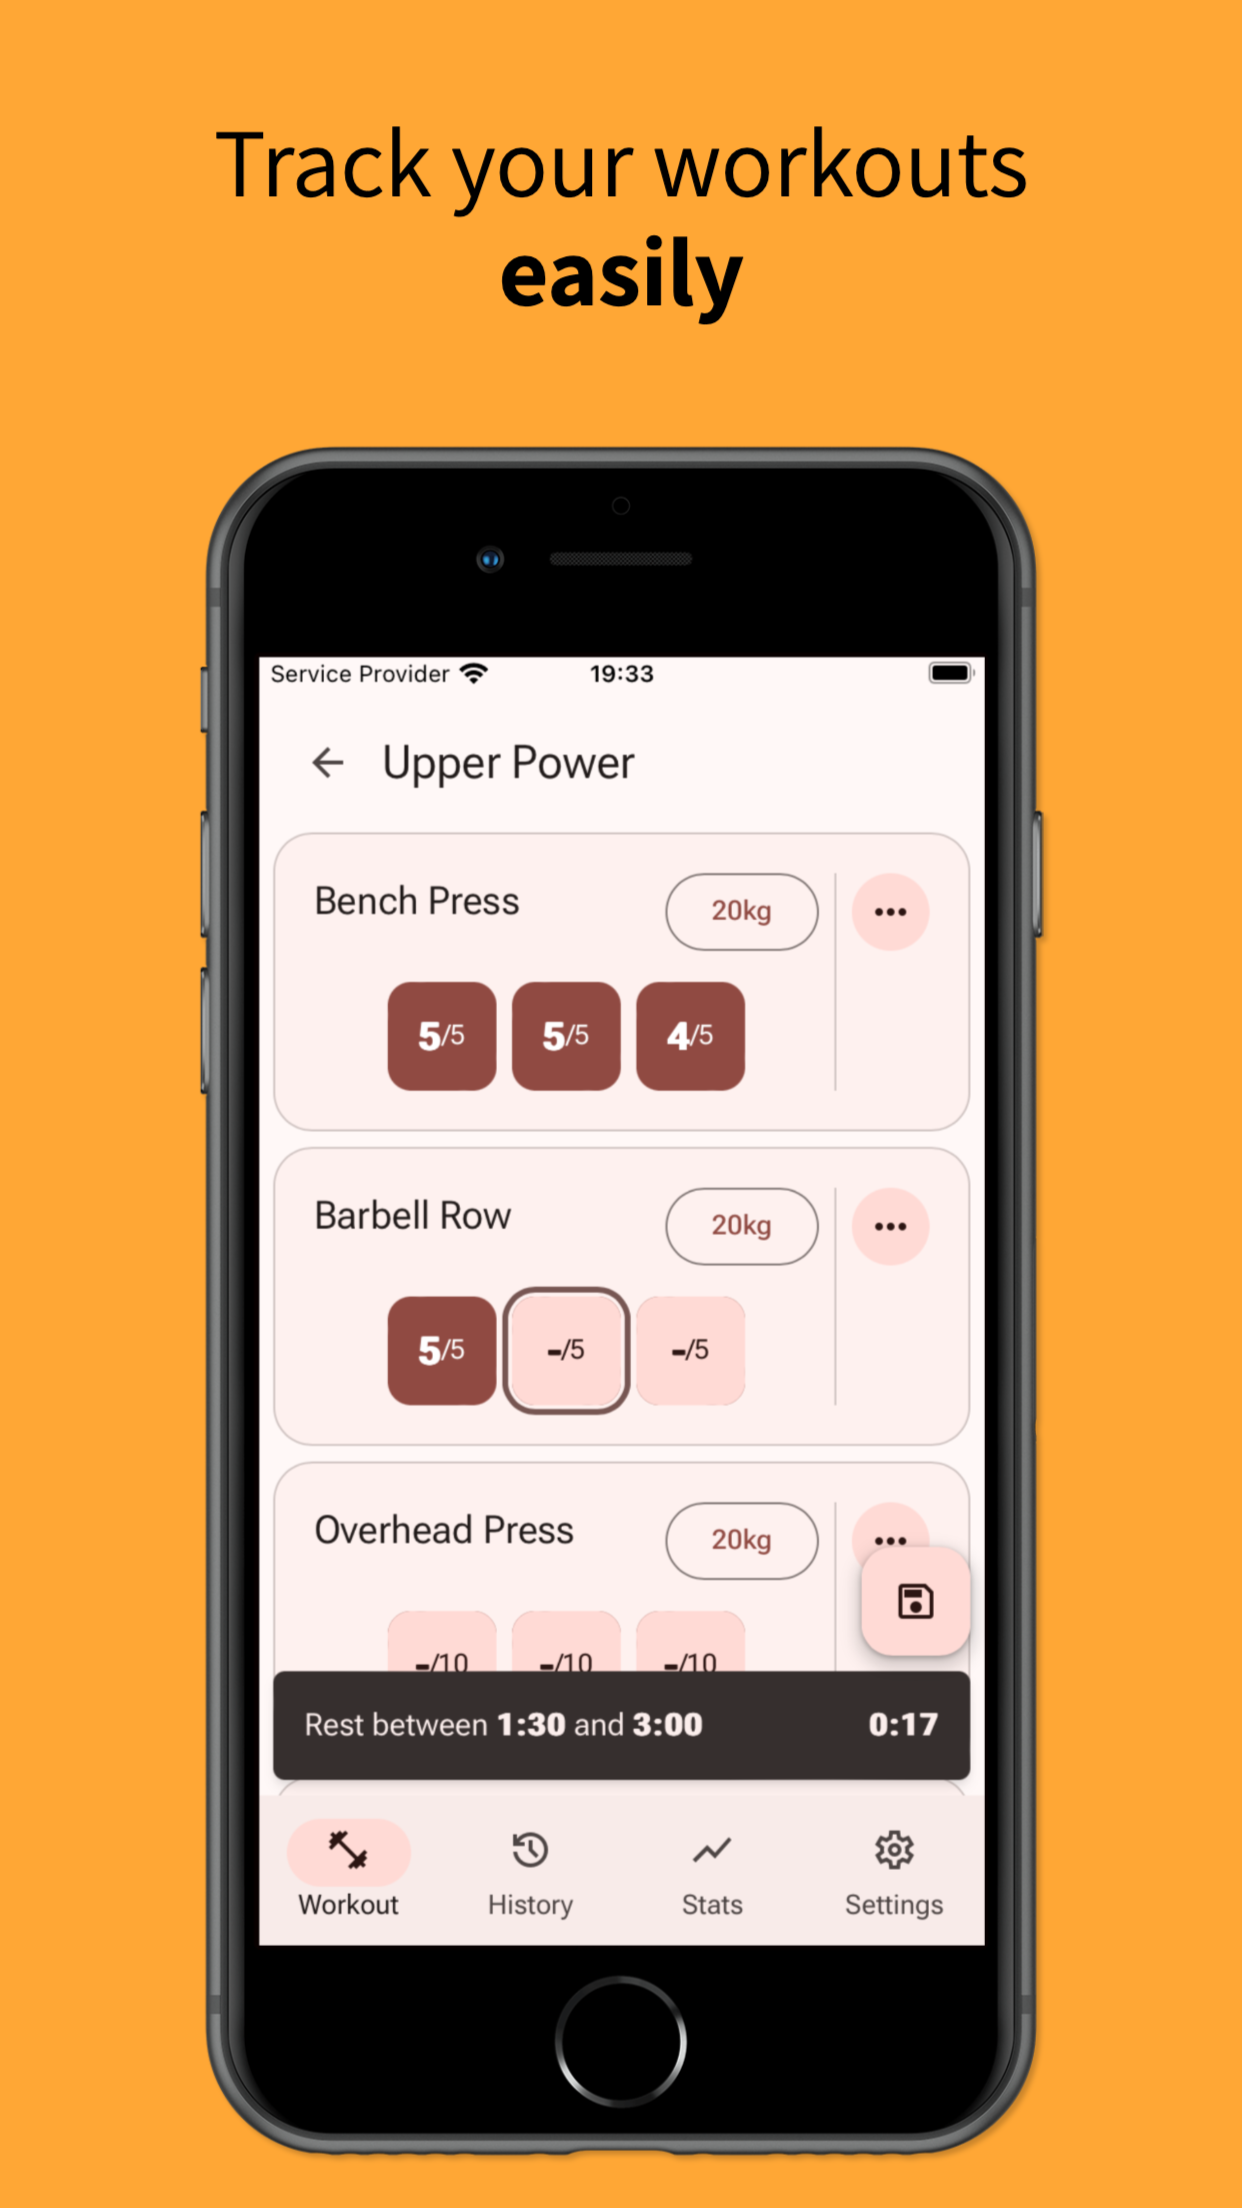 Track your workouts
easily
Service Provider 19:33
Upper Power
Bench Press 20kg
5/5 5/5 4/5
Barbell Row 20kg
5/5 -/5 -/5
Overhead Press 20kg
-/10 -/10 -/10
Rest between 1:30 and 3:00 0:17
Workout History Stats Settings